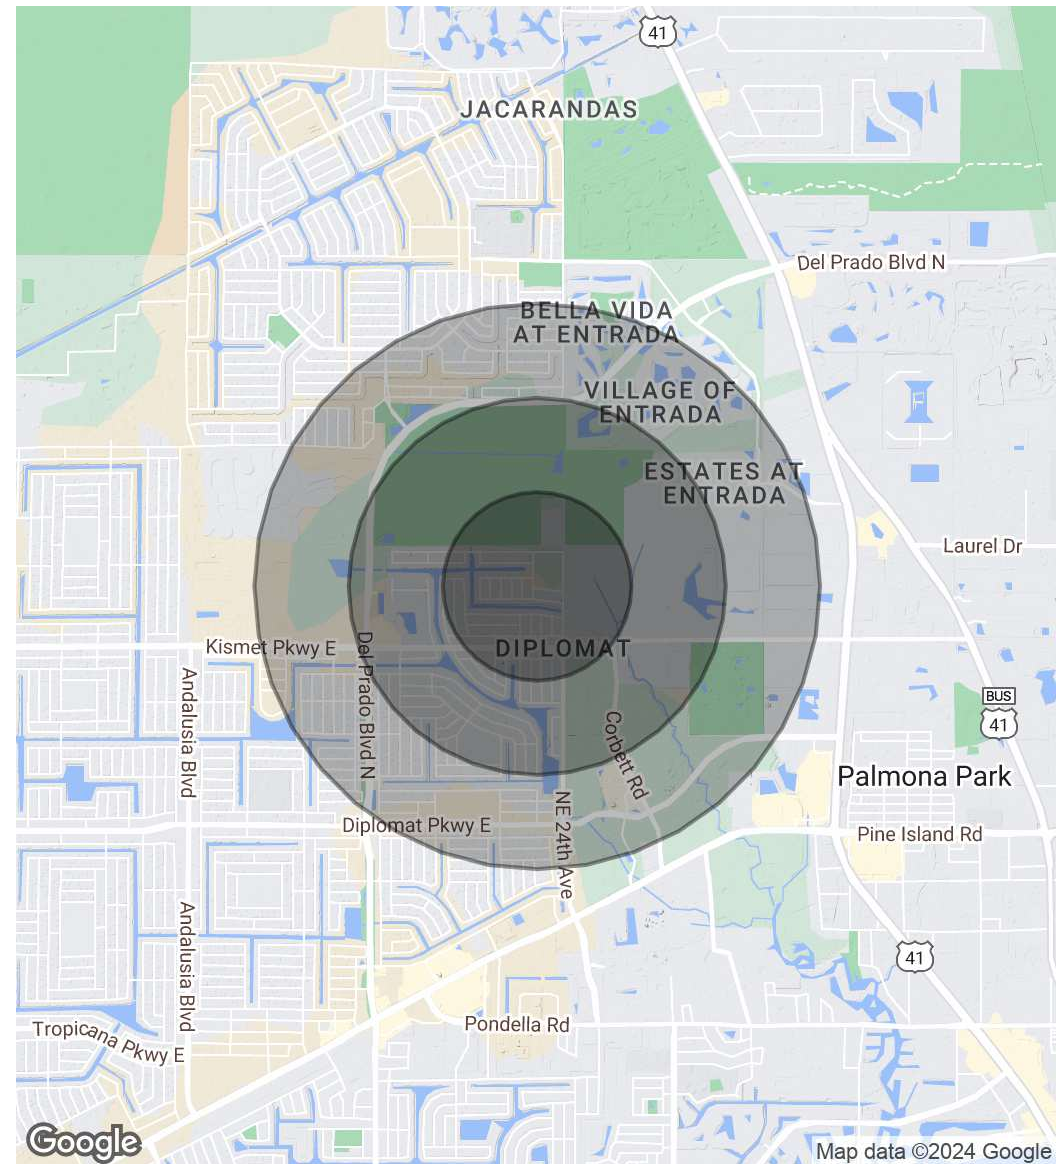 41
JACARANDAS
Del Prado Blvd N
BELLA VIDA
AT ENTRADA
VILLAGE OF
ENTRADA
ESTATES AT
ENTRADA
Laurel Dr
Kismet Pkwy E
DIPLOMAT
Del Prado Blvd N
Andalusia Blvd
BUS
41
Corbett Rd
Palmona Park
NE 24th Ave
Diplomat Pkwy E
Pine Island Rd
Andalusia Blvd
41
Pondella Rd
Tropicana Pkwy E
Google
Map data ©2024 Google